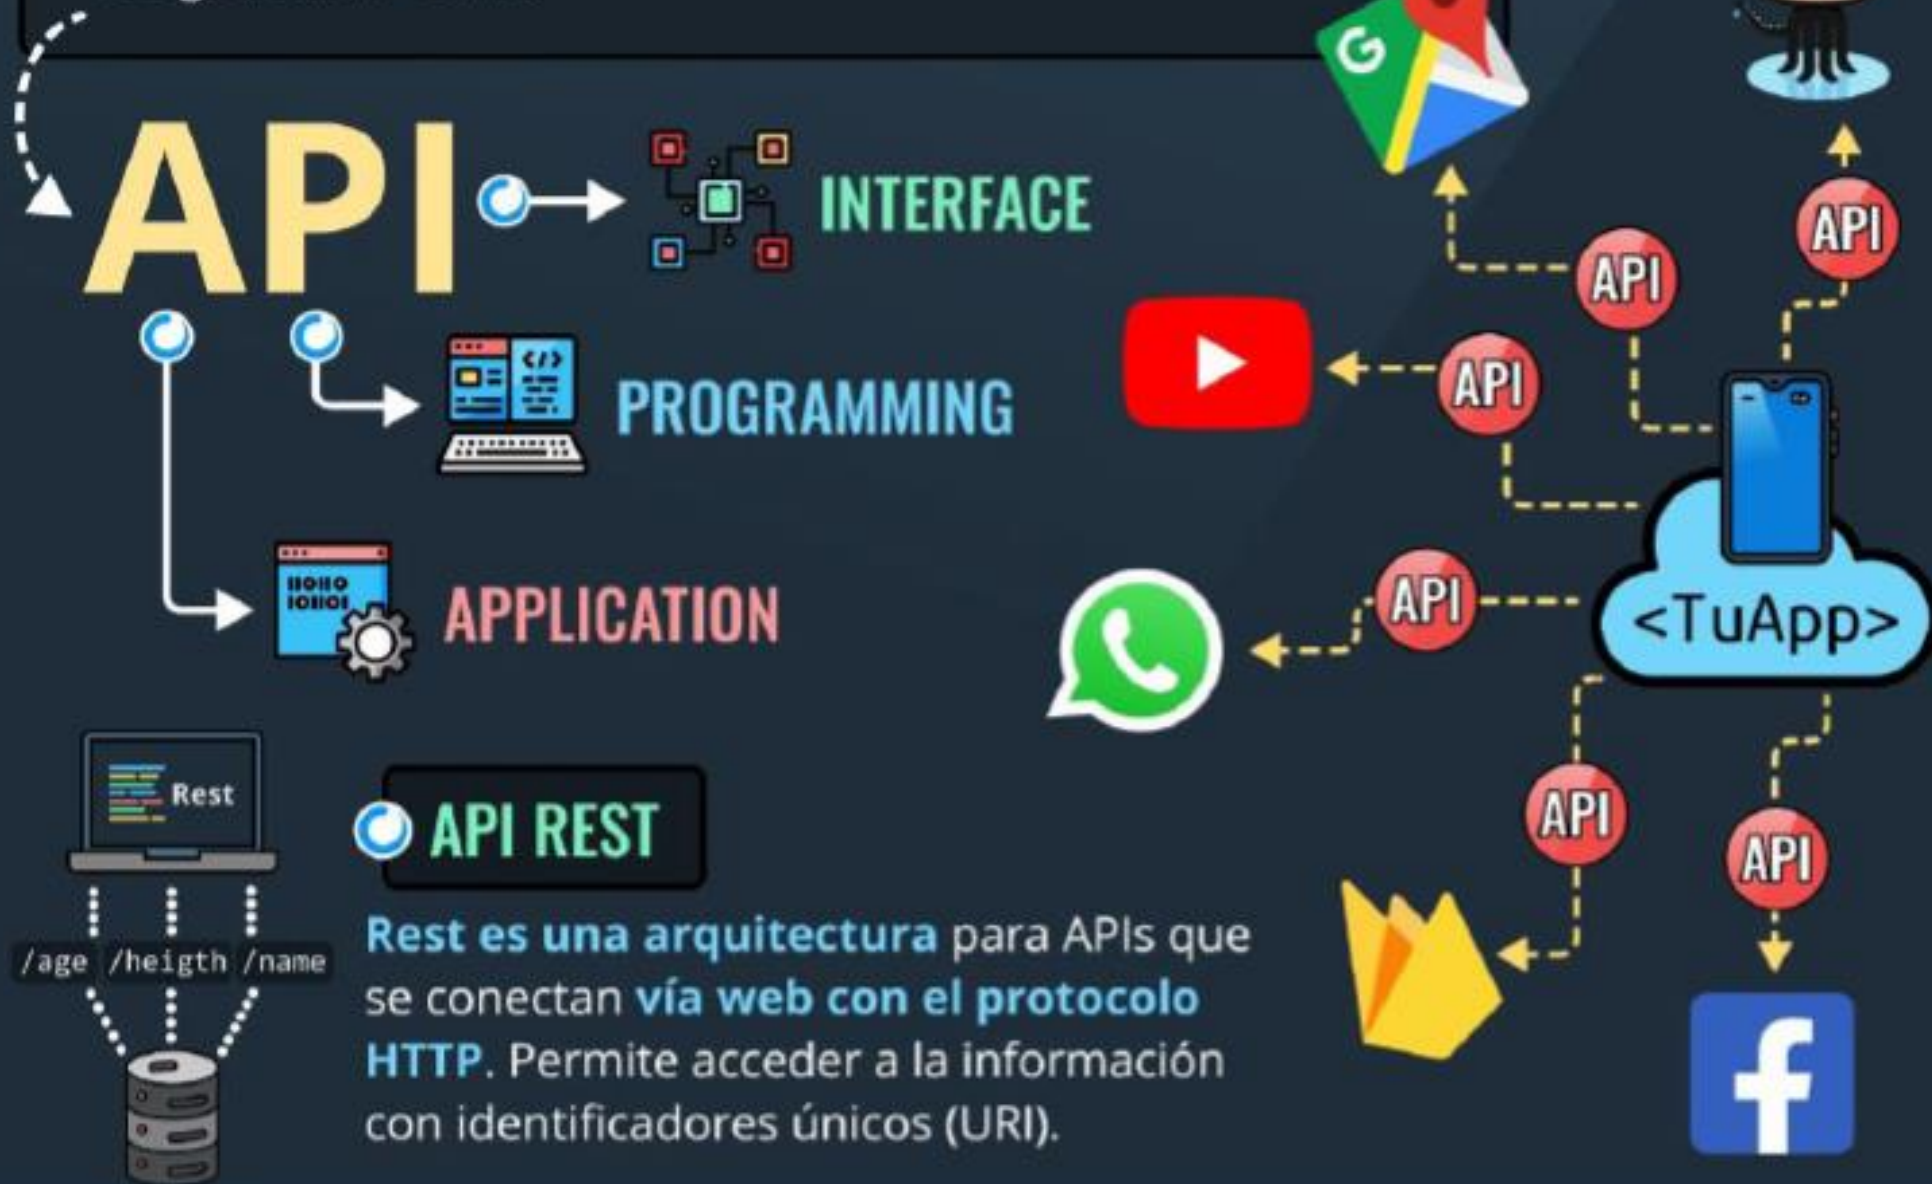 API
INTERFACE
PROGRAMMING
APPLICATION
G
API
API
API
API
<TuApp>
API
API
Rest
/age /heigth /name
API REST
Rest es una arquitectura para APIs que
se conectan vía web con el protocolo
HTTP. Permite acceder a la información
con identificadores únicos (URI).